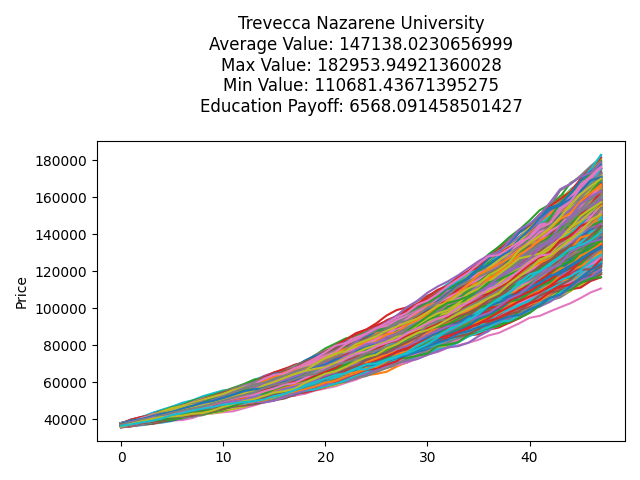 Trevecca Nazarene University
Average Value: 147138.0230656999
Max Value: 182953.94921360028
Min Value: 110681.43671395275
Education Payoff: 6568.091458501427
180000
160000
140000
120000
100000
80000
60000
40000
Price
0 10 20 30 40